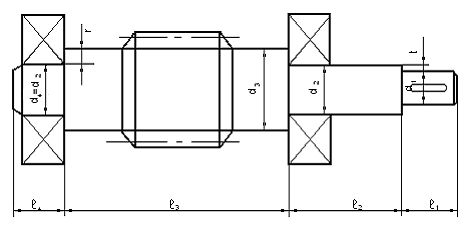 r
t
d₄=d₂
d₃
d₂
d₁
ℓ₄
ℓ₃
ℓ₂
ℓ₁